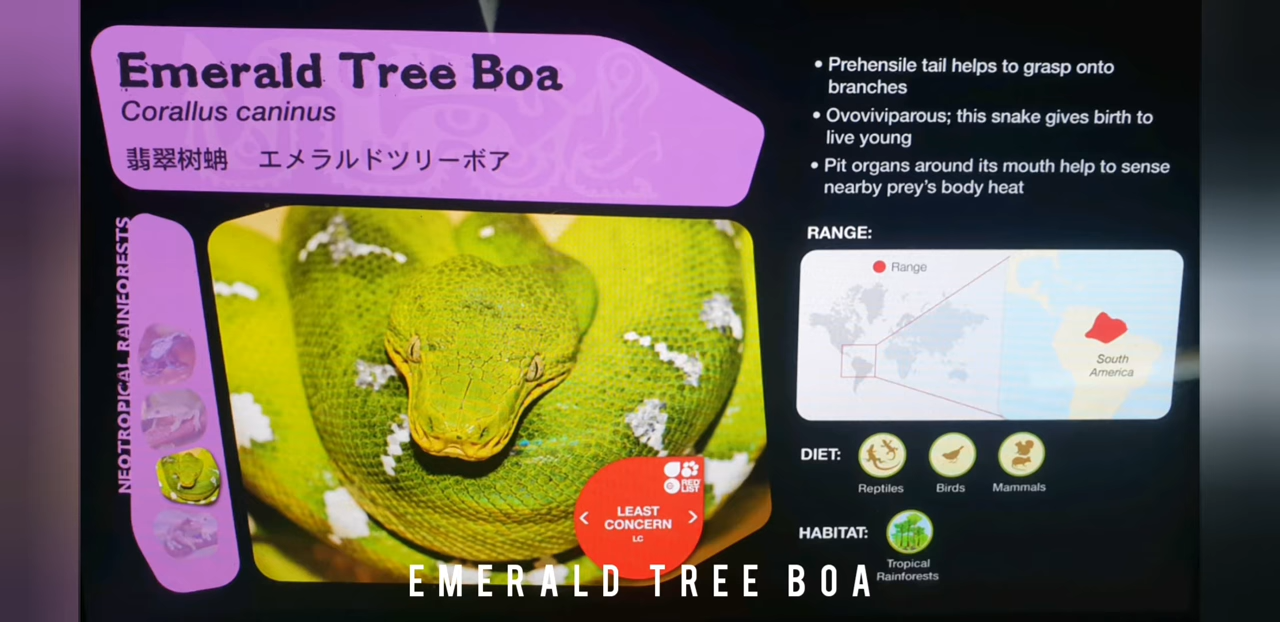 Emerald Tree Boa
Corallus caninus
翡翠树蚺 エメラルドツリーボア
NEOTROPICAL RAINFORESTS
• Prehensile tail helps to grasp onto
branches
• Ovoviviparous; this snake gives birth to
live young
• Pit organs around its mouth help to sense
nearby prey's body heat
RANGE:
Range
South
America
DIET:
Reptiles
Birds
Mammals
HABITAT:
Tropical
Rainforests
RED
LIST
< LEAST >
CONCERN
LC
EMERALD TREE BOA